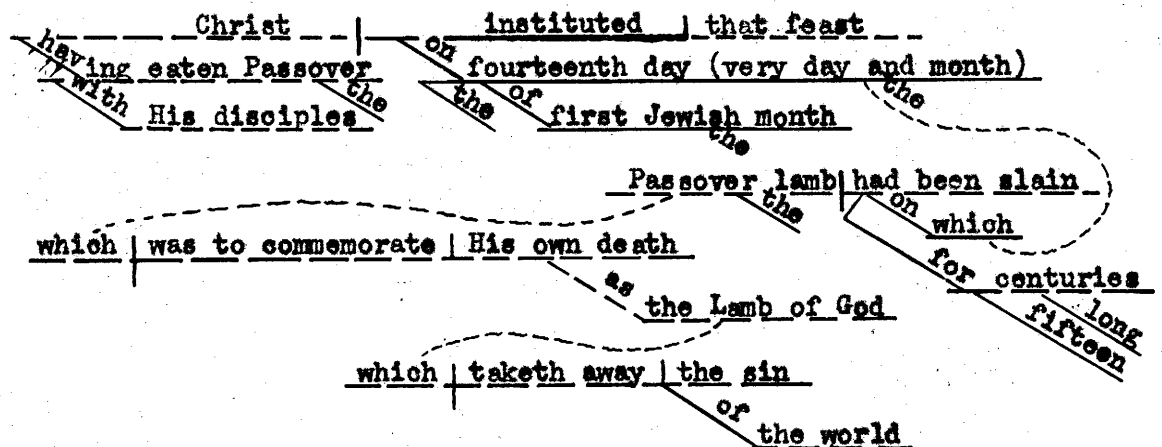 Christ instituted that feast
having eaten Passover on fourteenth day (very day and month)
with His disciples the the of first Jewish month the
the
Passover lamb had been slain
the on which
which was to commemorate His own death
for centuries
as the Lamb of God long
fifteen
which taketh away the sin
of the world